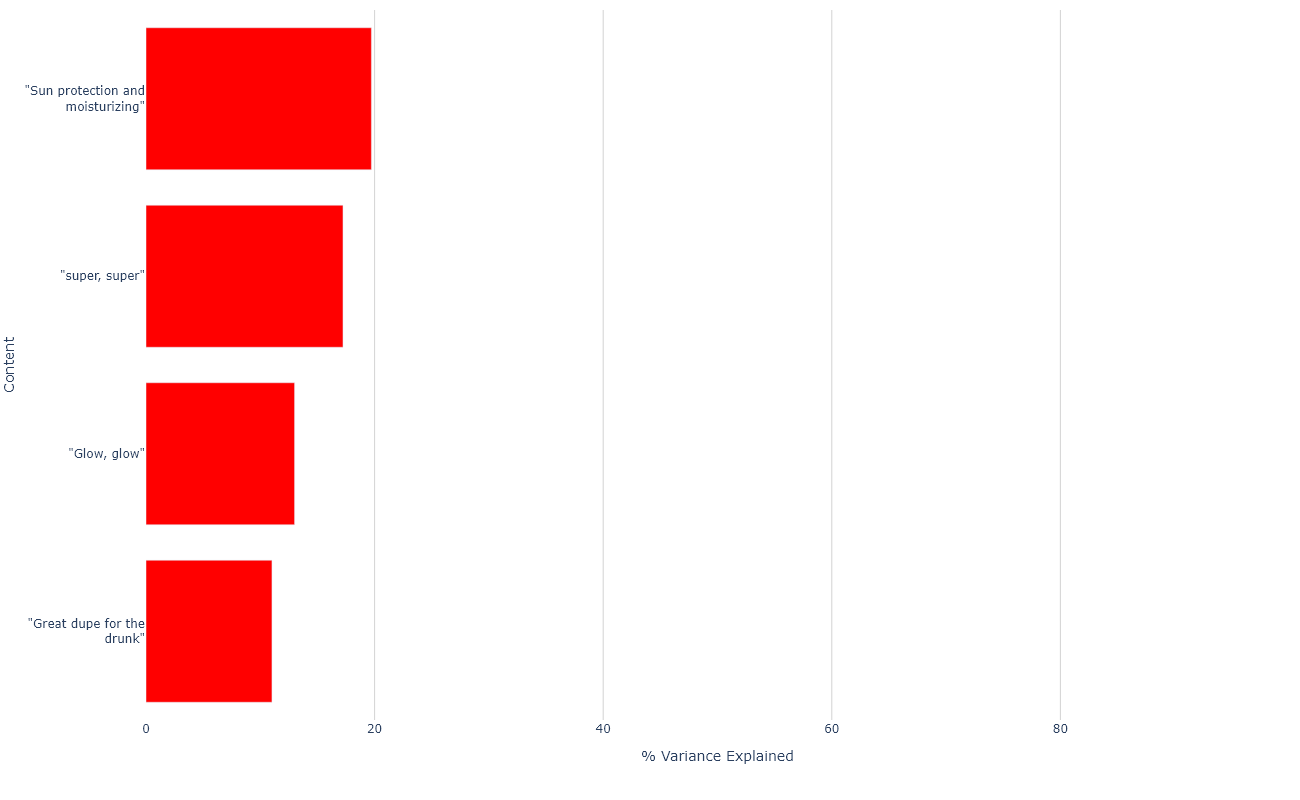 "Sun protection and
moisturizing"
"super, super"
Content
"Glow, glow"
"Great dupe for the
drunk"
0
20
40
60
80
% Variance Explained